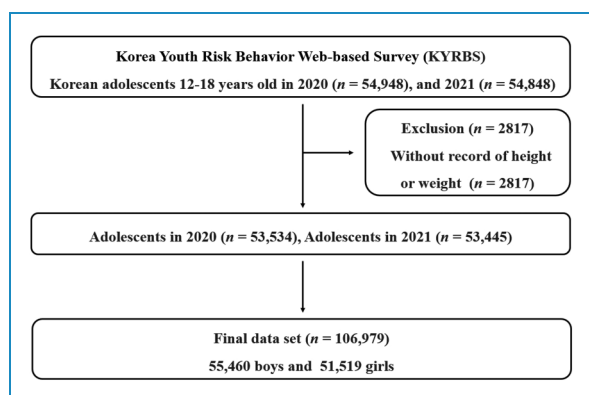 Korea Youth Risk Behavior Web-based Survey (KYRBS)
Korean adolescents 12-18 years old in 2020 (n = 54,948), and 2021 (n = 54,848)
Exclusion (n = 2817)
Without record of height
or weight (n = 2817)
Adolescents in 2020 (n = 53,534), Adolescents in 2021 (n = 53,445)
Final data set (n = 106,979)
55,460 boys and 51,519 girls